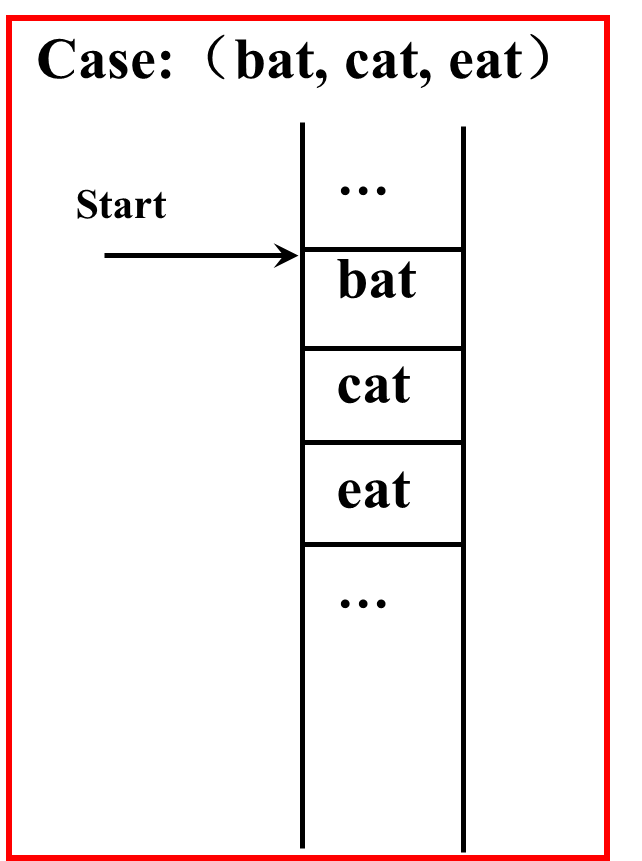 Case:（bat, cat, eat）
…
Start
bat
cat
eat
…